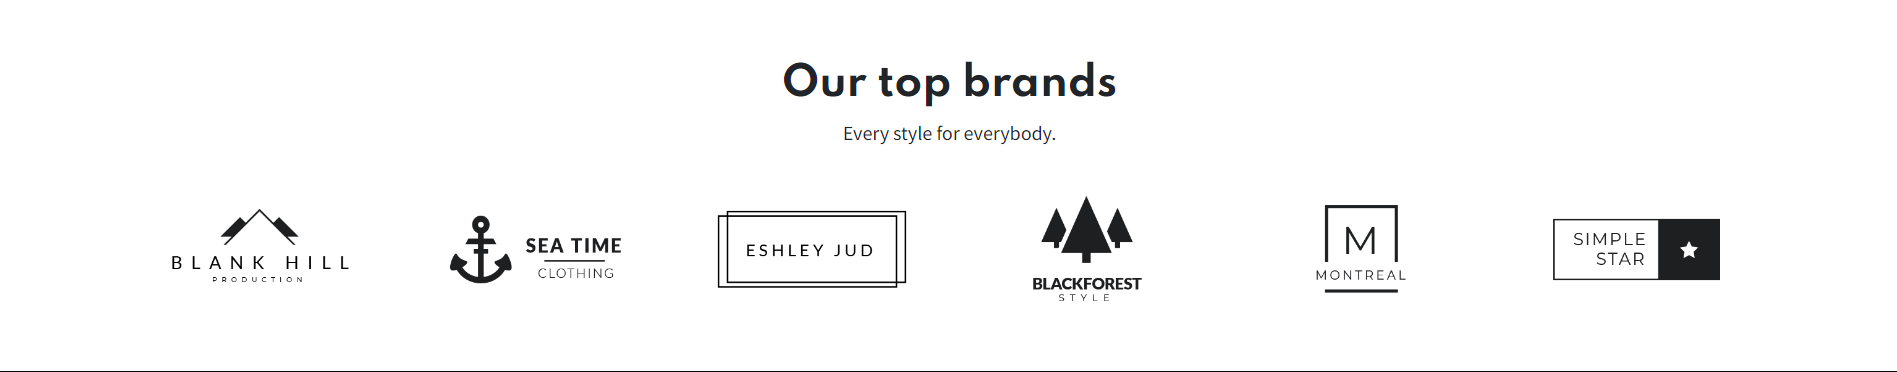 Our top brands
Every style for everybody.
BLANK HILL
PRODUCTION
SEA TIME
CLOTHING
ESHLEY JUD
BLACKFOREST
STYLE
M
MONTREAL
SIMPLE
STAR